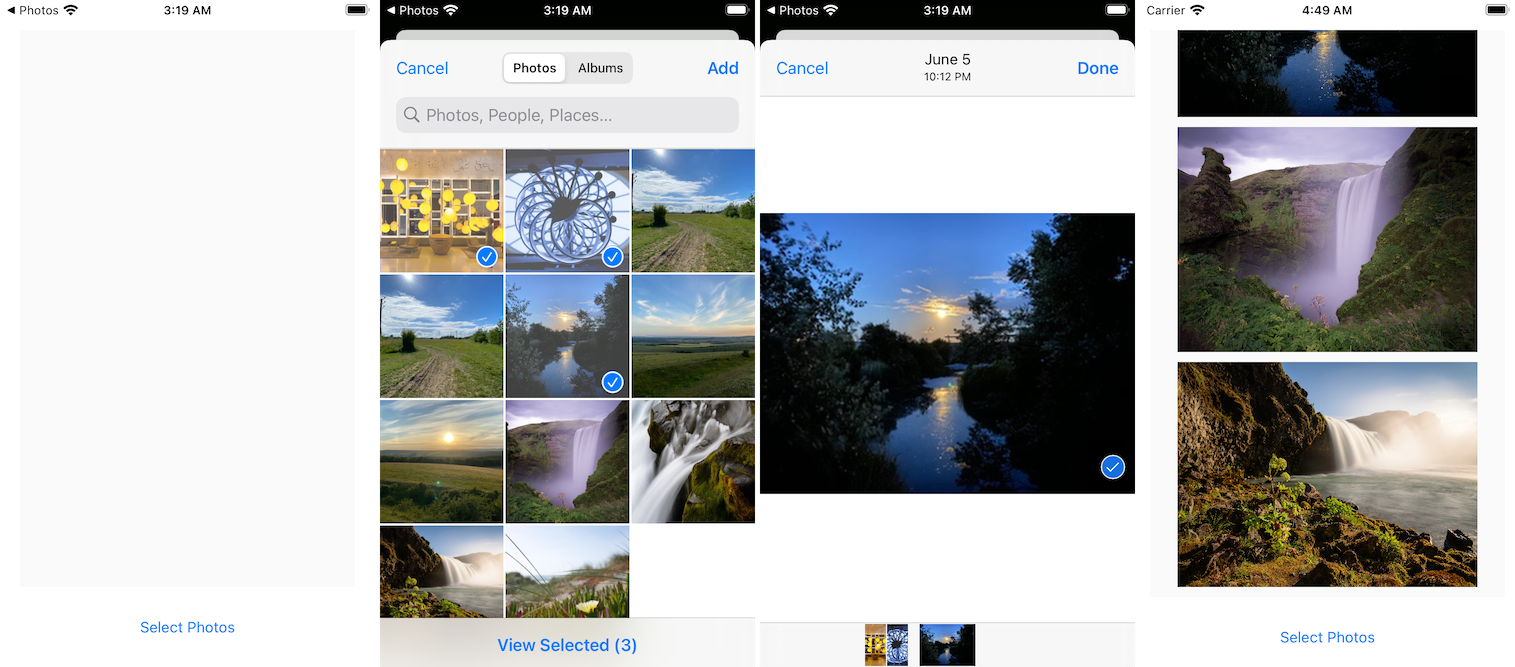 ◀ Photos 3:19 AM
Select Photos
◀ Photos 3:19 AM
Cancel Photos Albums Add
Photos, People, Places...
View Selected (3)
◀ Photos 3:19 AM
Cancel June 5 Done
10:12 PM
Carrier 4:49 AM
Select Photos